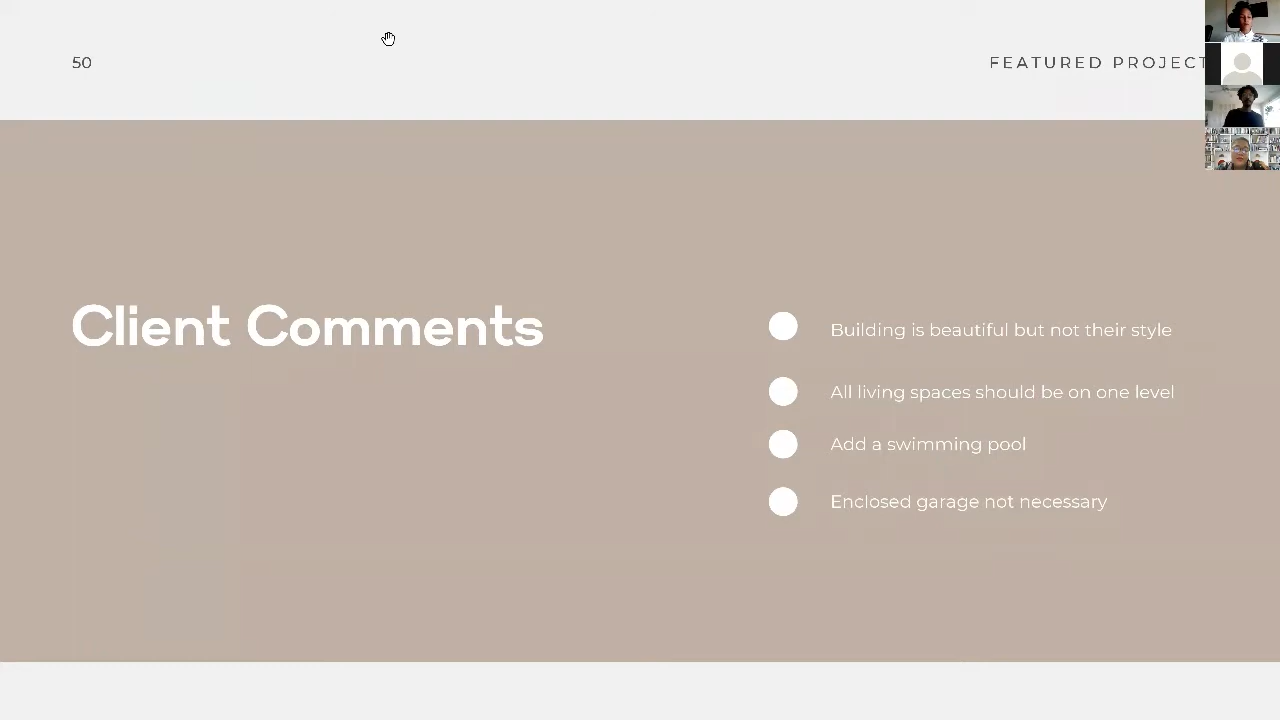 50
FEATURED PROJECT
Client Comments
Building is beautiful but not their style
All living spaces should be on one level
Add a swimming pool
Enclosed garage not necessary